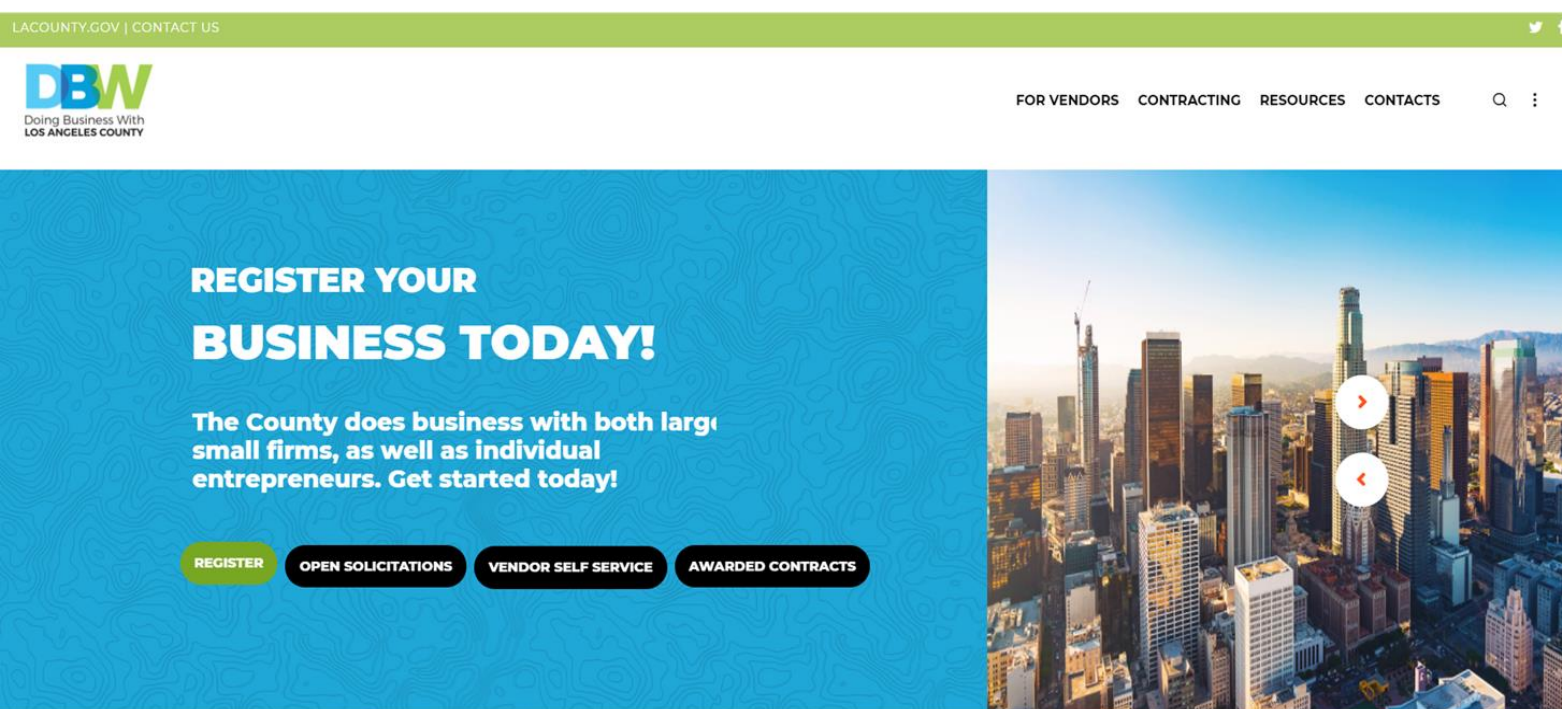 LACOUNTY.GOV | CONTACT US
DBW
Doing Business With
LOS ANGELES COUNTY
FOR VENDORS CONTRACTING RESOURCES CONTACTS
REGISTER YOUR
BUSINESS TODAY!
The County does business with both large
small firms, as well as individual
entrepreneurs. Get started today!
REGISTER OPEN SOLICITATIONS VENDOR SELF SERVICE AWARDED CONTRACTS